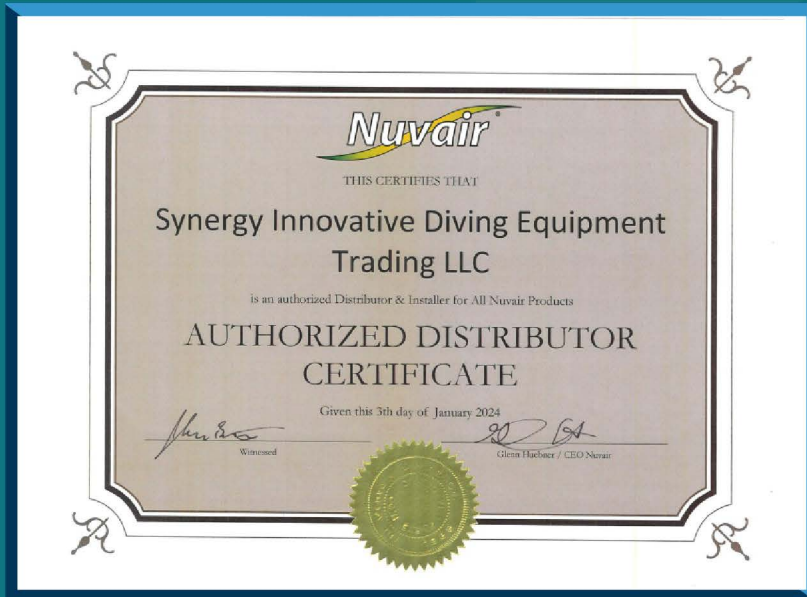 Nuvair
THIS CERTIFIES THAT
Synergy Innovative Diving Equipment
Trading LLC
is an authorized Distributor & Installer for All Nuvair Products
AUTHORIZED DISTRIBUTOR
CERTIFICATE
Given this 3th day of January 2024
Witnessed
Glenn Huebner / CEO Nuvair